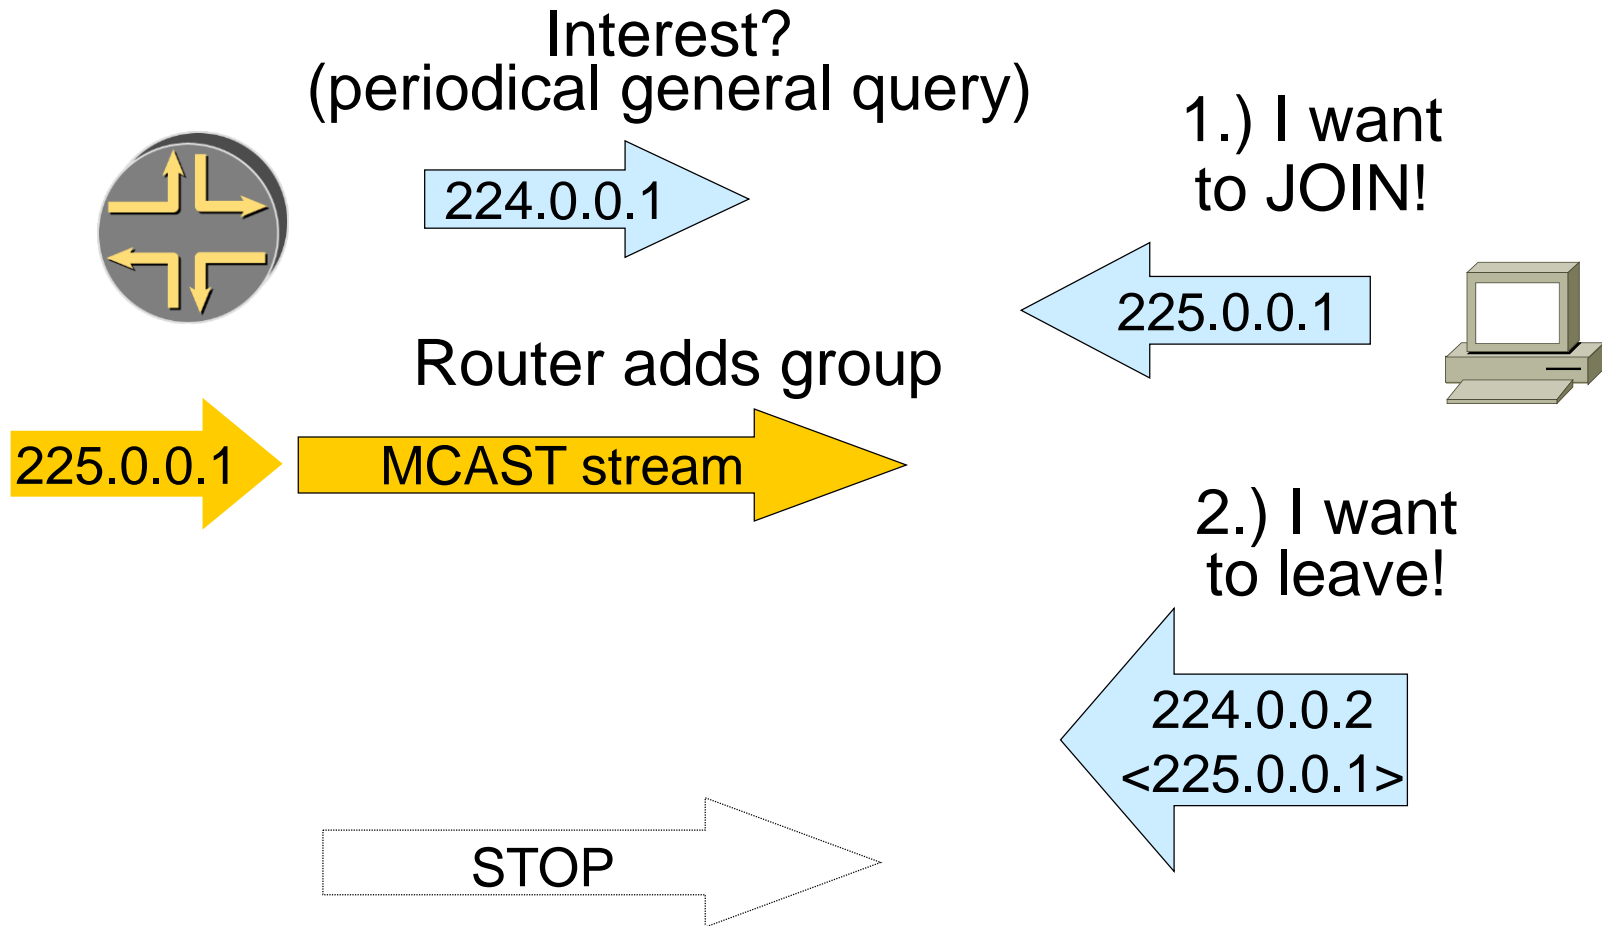 Interest?
(periodical general query)
1.) I want
to JOIN!
224.0.0.1
225.0.0.1
Router adds group
225.0.0.1
MCAST stream
2.) I want
to leave!
224.0.0.2
<225.0.0.1>
STOP